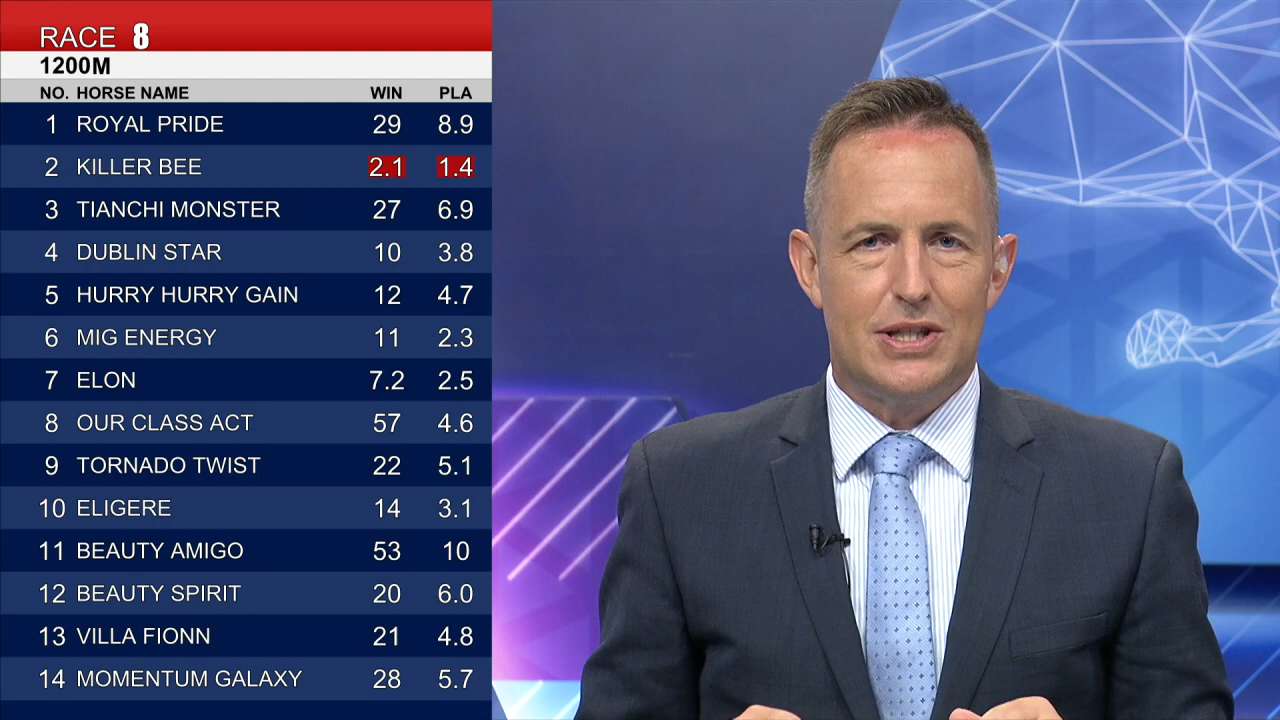 RACE 8
1200M
NO. HORSE NAME WIN PLA
1 ROYAL PRIDE 29 8.9
2 KILLER BEE 2.1 1.4
3 TIANCHI MONSTER 27 6.9
4 DUBLIN STAR 10 3.8
5 HURRY HURRY GAIN 12 4.7
6 MIG ENERGY 11 2.3
7 ELON 7.2 2.5
8 OUR CLASS ACT 57 4.6
9 TORNADO TWIST 22 5.1
10 ELIGERE 14 3.1
11 BEAUTY AMIGO 53 10
12 BEAUTY SPIRIT 20 6.0
13 VILLA FIONN 21 4.8
14 MOMENTUM GALAXY 28 5.7